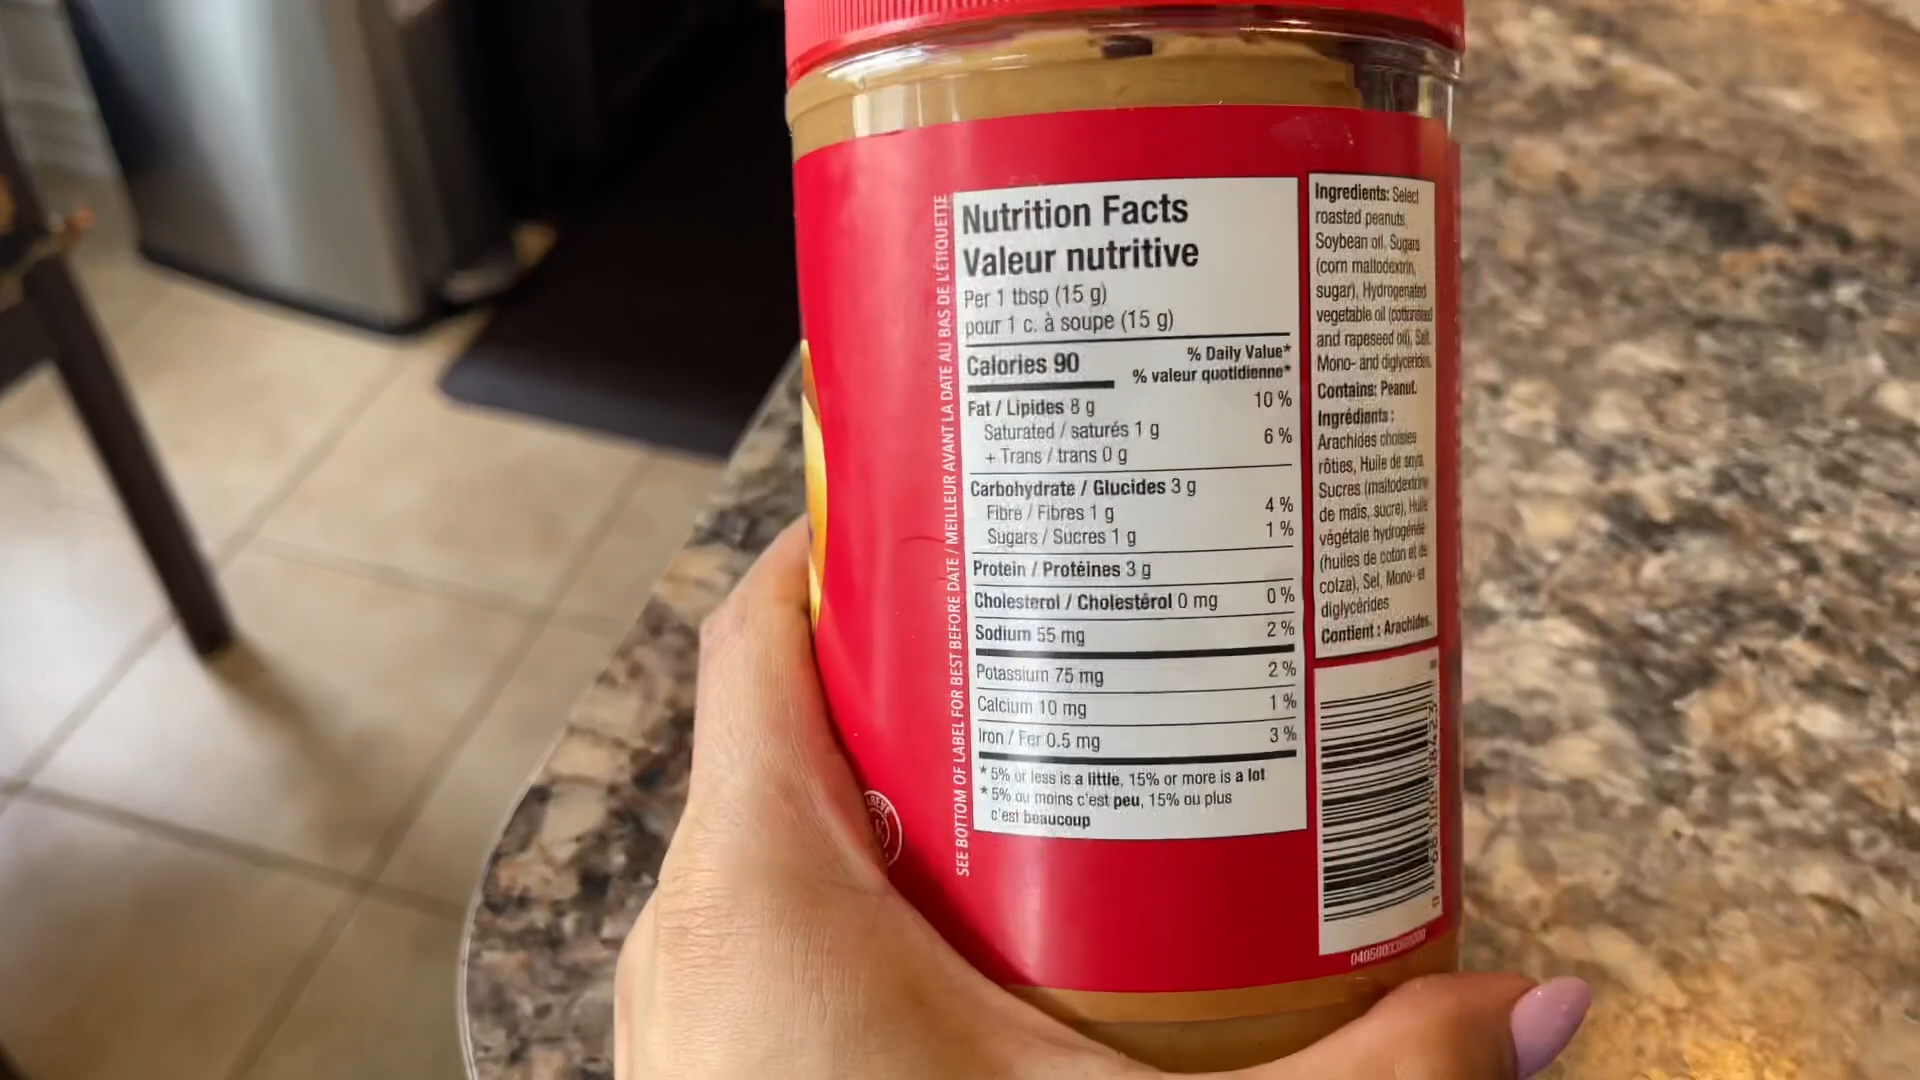 SEE BOTTOM OF LABEL FOR BEST BEFORE DATE / MEILLEUR AVANT LA DATE AU BAS DE L'ÉTIQUETTE
Nutrition Facts
Valeur nutritive
Per 1 tbsp (15 g)
pour 1 c. à soupe (15 g)
Calories 90
% Daily Value*
% valeur quotidienne*
Fat / Lipides 8 g 10 %
Saturated / saturés 1 g
+ Trans / trans 0 g
6 %
Carbohydrate / Glucides 3 g
Fibre / Fibres 1 g 4 %
Sugars / Sucres 1 g 1 %
Protein / Protéines 3 g
Cholesterol / Cholestérol 0 mg 0 %
Sodium 55 mg 2 %
Potassium 75 mg 2 %
Calcium 10 mg 1 %
Iron / Fer 0.5 mg 3 %
* 5% or less is a little, 15% or more is a lot
* 5% ou moins c'est peu, 15% ou plus
c'est beaucoup
Ingredients: Select
roasted peanuts,
Soybean oil, Sugars
(corn maltodextrin,
sugar), Hydrogenated
vegetable oil (cottonseed
and rapeseed oil), Salt,
Mono- and diglycerides.
Contains: Peanut.
Ingrédients :
Arachides choisies
rôties, Huile de soya,
Sucres (maltodextrine
de maïs, sucre), Huile
végétale hydrogénée
(huiles de coton et de
colza), Sel, Mono- et
diglycérides
Contient : Arachides.